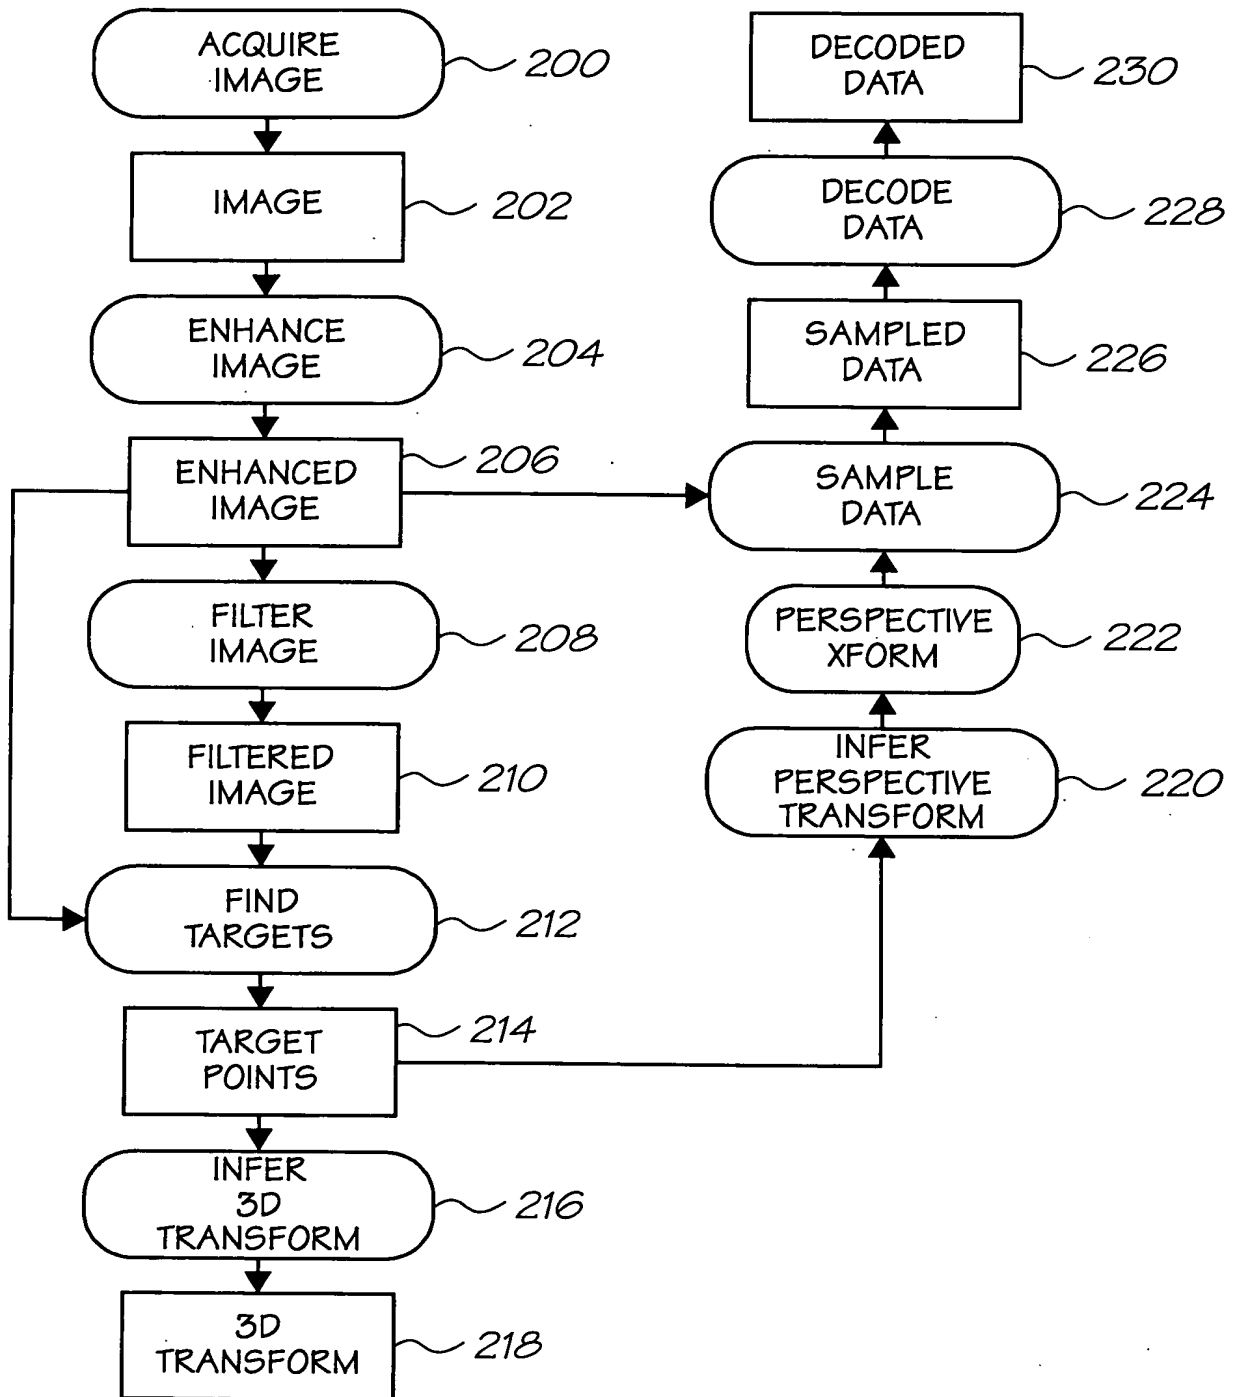 ACQUIRE
IMAGE
200
IMAGE
202
ENHANCE
IMAGE
204
ENHANCED
IMAGE
206
FILTER
IMAGE
208
FILTERED
IMAGE
210
FIND
TARGETS
212
TARGET
POINTS
214
INFER
3D
TRANSFORM
216
3D
TRANSFORM
218
DECODED
DATA
230
DECODE
DATA
228
SAMPLED
DATA
226
SAMPLE
DATA
224
PERSPECTIVE
XFORM
222
INFER
PERSPECTIVE
TRANSFORM
220